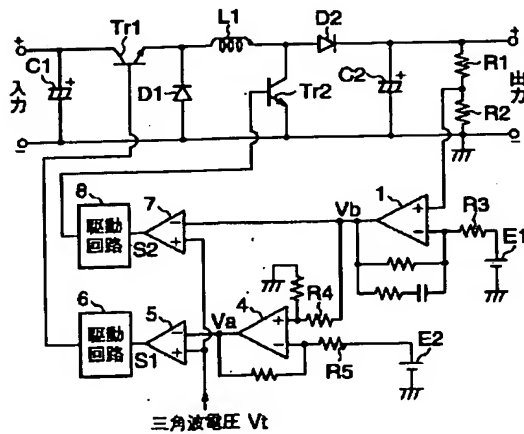 Tr1
L1
D2
+
+
C1
+
入力
D1
Tr2
C2
+
R1
R2
出力
−
−
8
駆動
回路
S2
7
−
+
Vb
1
+
−
R3
E1
6
駆動
回路
S1
5
−
+
Va
4
+
−
R4
R5
E2
三角波電圧 Vt